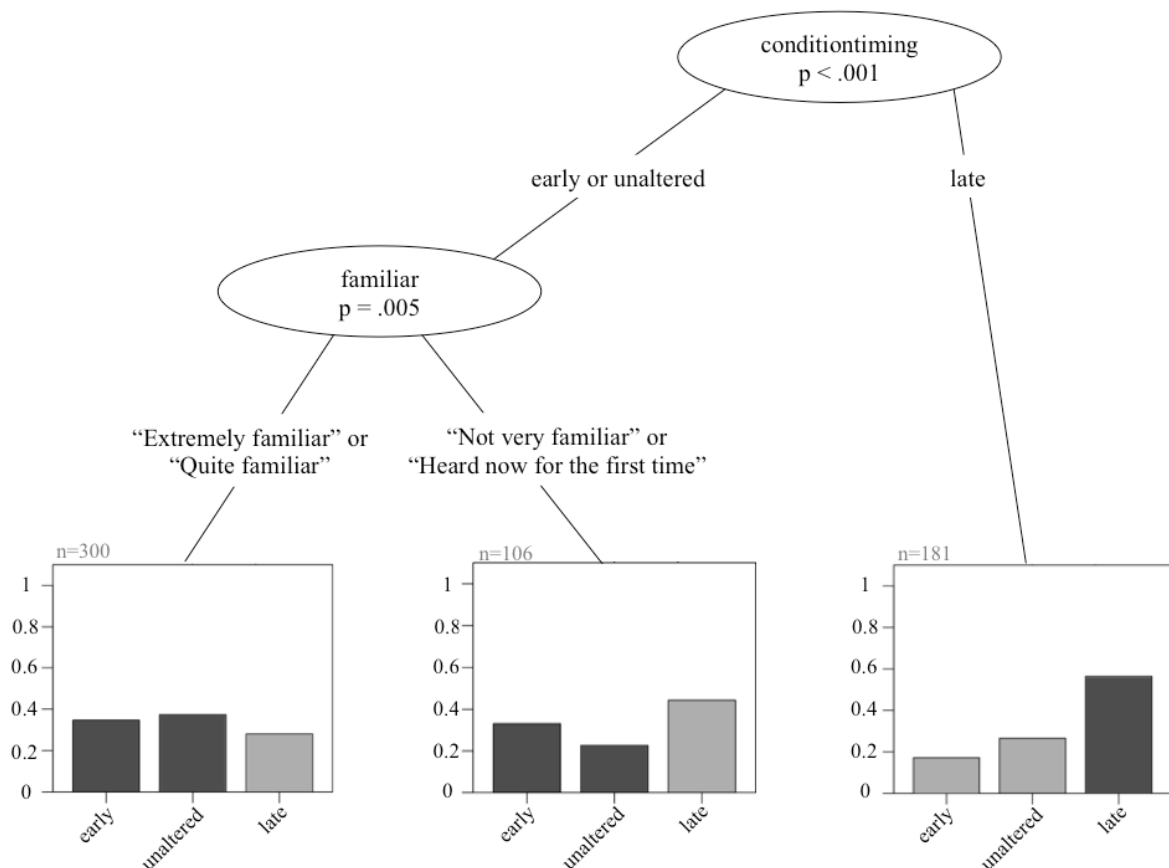 conditiontiming
p < .001
early or unaltered
late
familiar
p = .005
“Extremely familiar” or
“Quite familiar”
“Not very familiar” or
“Heard now for the first time”
n=300
1
0.8
0.6
0.4
0.2
0
early
unaltered
late
n=106
1
0.8
0.6
0.4
0.2
0
early
unaltered
late
n=181
1
0.8
0.6
0.4
0.2
0
early
unaltered
late